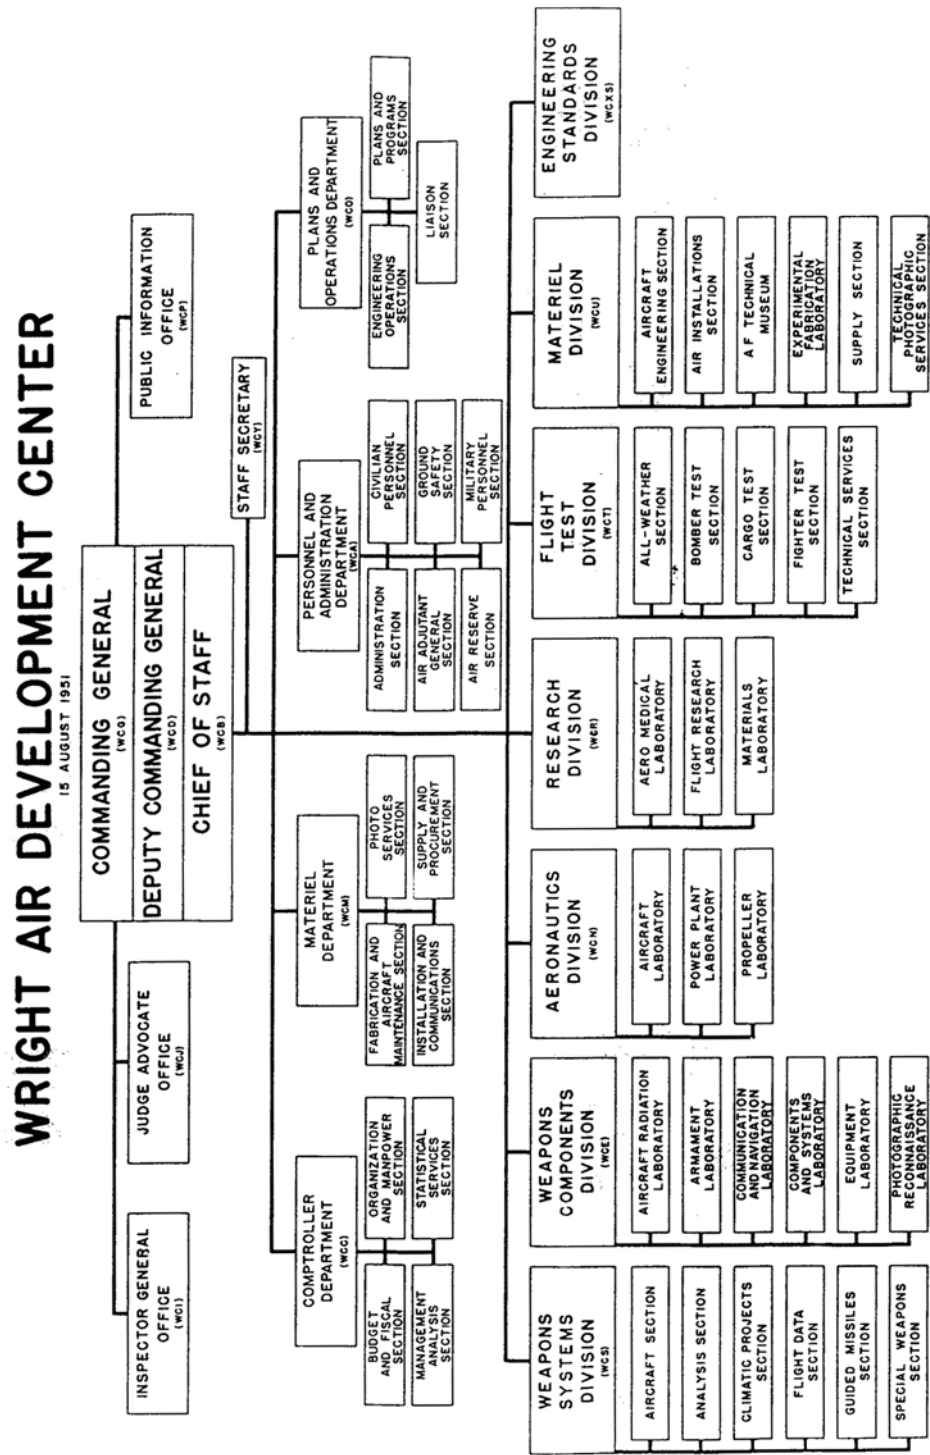 WRIGHT AIR DEVELOPMENT CENTER
15 AUGUST 1951
COMMANDING GENERAL
(WCG)
DEPUTY COMMANDING GENERAL
(WCD)
CHIEF OF STAFF
(WCB)
INSPECTOR GENERAL
OFFICE
(WCI)
JUDGE ADVOCATE
OFFICE
(WCJ)
PUBLIC INFORMATION
OFFICE
(WCP)
STAFF SECRETARY
(WCY)
COMPTROLLER
DEPARTMENT
(WCC)
BUDGET
AND FISCAL
SECTION
ORGANIZATION
AND MANPOWER
SECTION
MANAGEMENT
ANALYSIS
SECTION
STATISTICAL
SERVICES
SECTION
MATERIEL
DEPARTMENT
(WCM)
FABRICATION AND
AIRCRAFT
MAINTENANCE SECTION
PHOTO
SERVICES
SECTION
INSTALLATION AND
COMMUNICATIONS
SECTION
SUPPLY AND
PROCUREMENT
SECTION
PERSONNEL AND
ADMINISTRATION
DEPARTMENT
(WCA)
ADMINISTRATION
SECTION
CIVILIAN
PERSONNEL
SECTION
AIR ADJUTANT
GENERAL
SECTION
GROUND
SAFETY
SECTION
AIR RESERVE
SECTION
MILITARY
PERSONNEL
SECTION
PLANS AND
OPERATIONS DEPARTMENT
(WCO)
ENGINEERING
OPERATIONS
SECTION
PLANS AND
PROGRAMS
SECTION
LIAISON
SECTION
WEAPONS
SYSTEMS
DIVISION
(WCS)
AIRCRAFT SECTION
ANALYSIS SECTION
CLIMATIC PROJECTS
SECTION
FLIGHT DATA
SECTION
GUIDED MISSILES
SECTION
SPECIAL WEAPONS
SECTION
WEAPONS
COMPONENTS
DIVISION
(WCE)
AIRCRAFT RADIATION
LABORATORY
ARMAMENT
LABORATORY
COMMUNICATION
AND NAVIGATION
LABORATORY
COMPONENTS
AND SYSTEMS
LABORATORY
EQUIPMENT
LABORATORY
PHOTOGRAPHIC
RECONNAISSANCE
LABORATORY
AERONAUTICS
DIVISION
(WCN)
AIRCRAFT
LABORATORY
POWER PLANT
LABORATORY
PROPELLER
LABORATORY
RESEARCH
DIVISION
(WCR)
AERO MEDICAL
LABORATORY
FLIGHT RESEARCH
LABORATORY
MATERIALS
LABORATORY
FLIGHT
TEST
DIVISION
(WCT)
ALL-WEATHER
SECTION
BOMBER TEST
SECTION
CARGO TEST
SECTION
FIGHTER TEST
SECTION
TECHNICAL SERVICES
SECTION
MATERIEL
DIVISION
(WCU)
AIRCRAFT
ENGINEERING SECTION
AIR INSTALLATIONS
SECTION
AF TECHNICAL
MUSEUM
EXPERIMENTAL
FABRICATION
LABORATORY
SUPPLY SECTION
TECHNICAL
PHOTOGRAPHIC
SERVICES SECTION
ENGINEERING
STANDARDS
DIVISION
(WCXS)